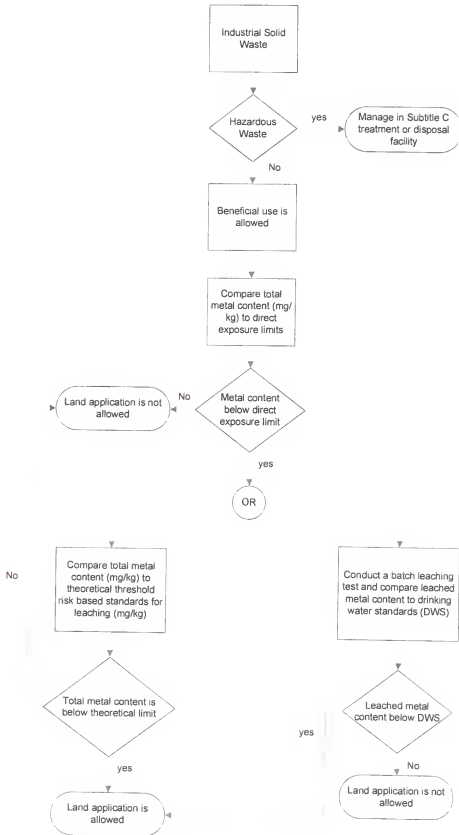 Industrial Solid
Waste
Hazardous
Waste
yes
Manage in Subtitle C
treatment or disposal
facility
No
Beneficial use is
allowed
Compare total
metal content (mg/
kg) to direct
exposure limits
Land application is not
allowed
No
Metal content
below direct
exposure limit
yes
OR
No
Compare total metal
content (mg/kg) to
theoretical threshold
risk based standards for
leaching (mg/kg)
Conduct a batch leaching
test and compare leached
metal content to drinking
water standards (DWS)
Total metal content is
below theoretical limit
Leached metal
content below DWS
yes
yes
No
Land application is
allowed
Land application is not
allowed